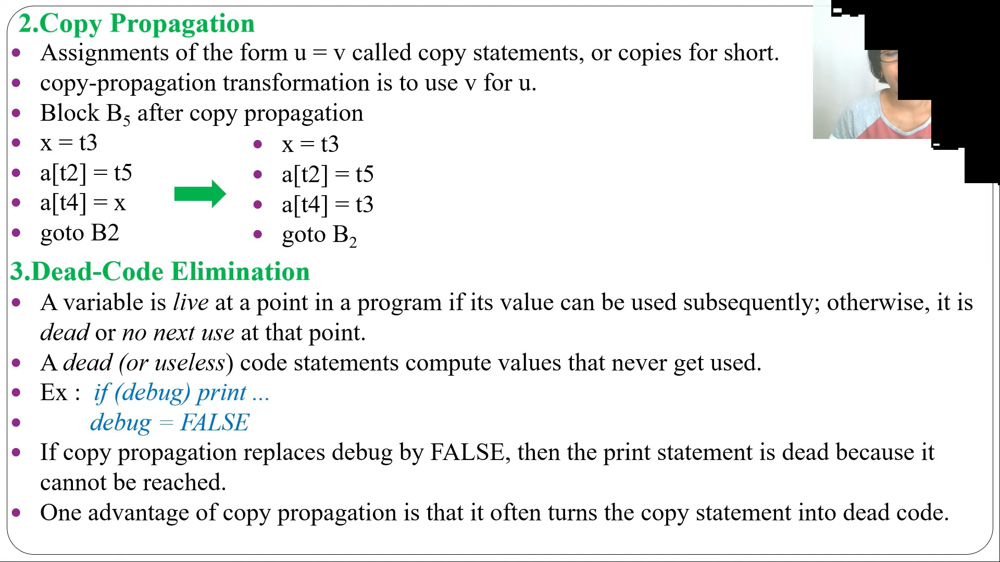 2.Copy Propagation
• Assignments of the form u = v called copy statements, or copies for short.
• copy-propagation transformation is to use v for u.
• Block B₅ after copy propagation
• x = t3
• a[t2] = t5
• a[t4] = x
• goto B2
• x = t3
• a[t2] = t5
• a[t4] = t3
• goto B₂
3.Dead-Code Elimination
• A variable is live at a point in a program if its value can be used subsequently; otherwise, it is
dead or no next use at that point.
• A dead (or useless) code statements compute values that never get used.
• Ex : if (debug) print ...
• debug = FALSE
• If copy propagation replaces debug by FALSE, then the print statement is dead because it
cannot be reached.
• One advantage of copy propagation is that it often turns the copy statement into dead code.